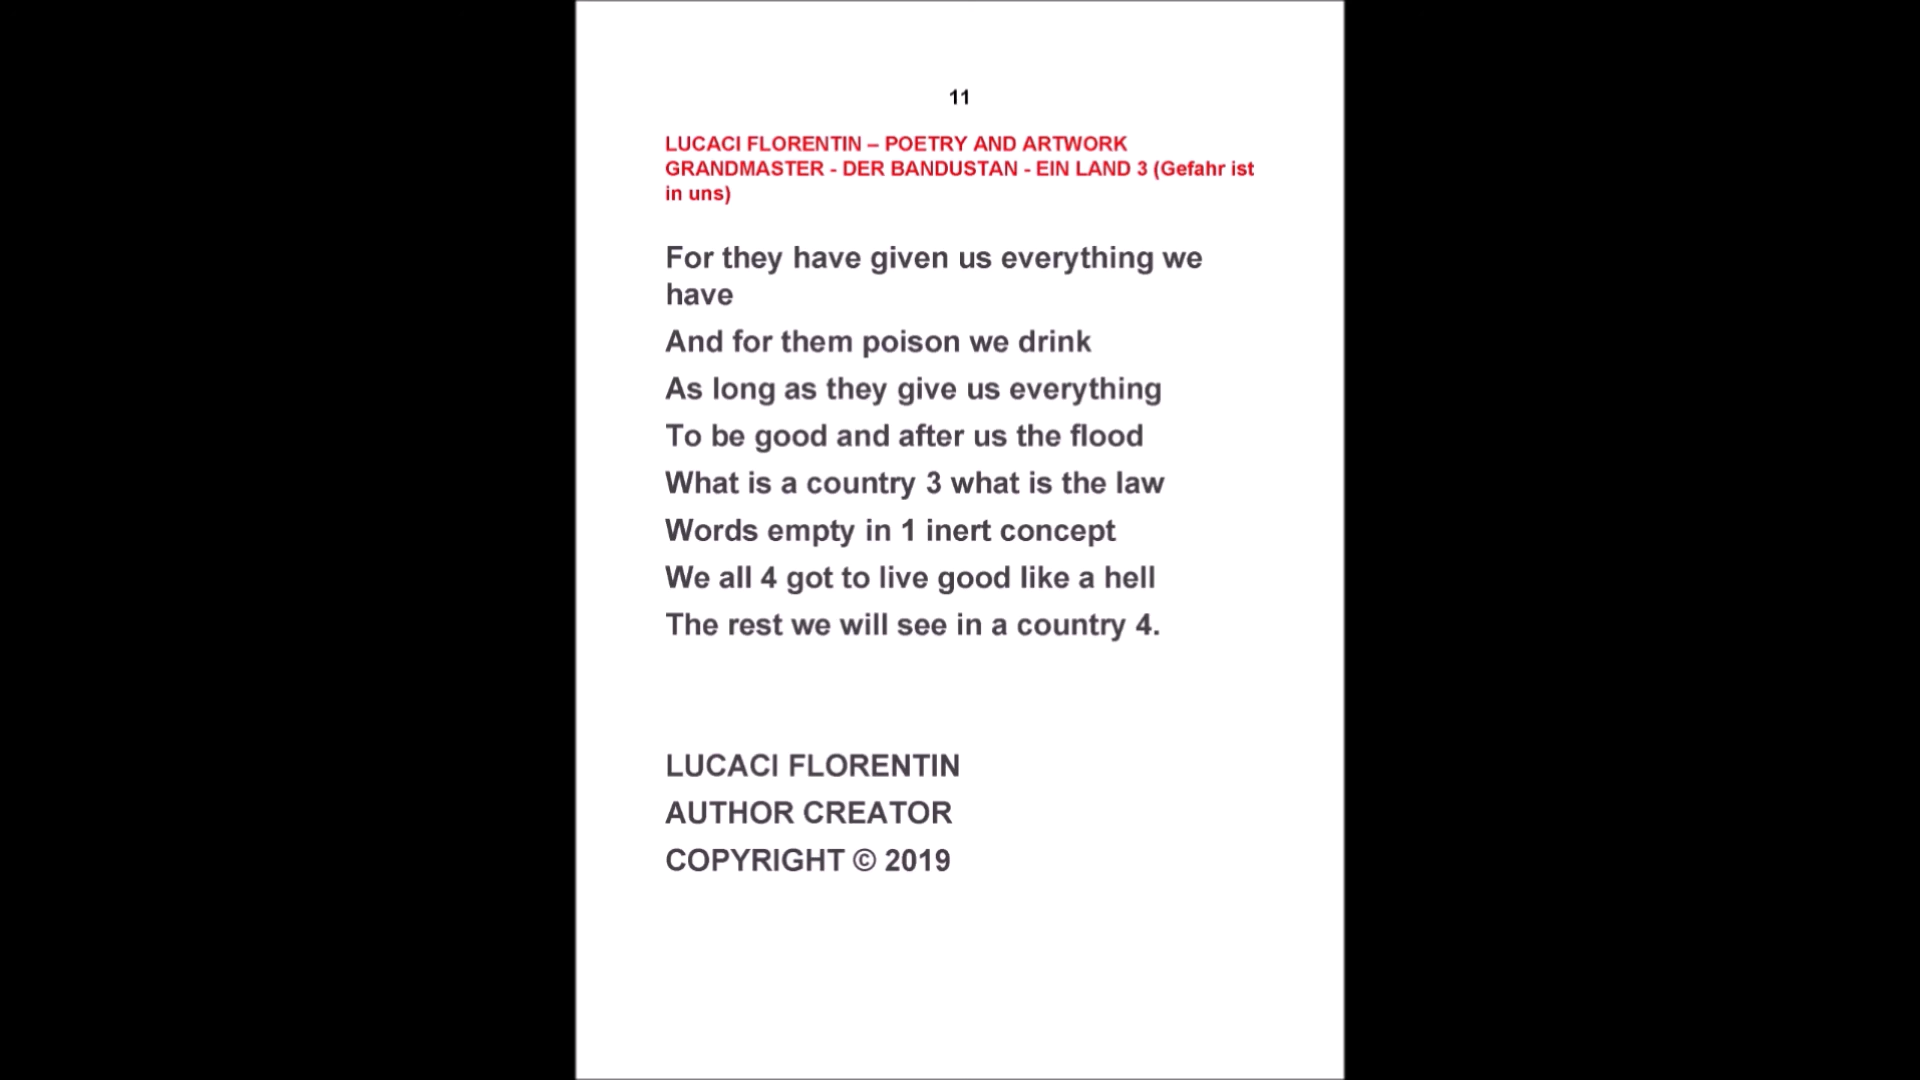 11
LUCACI FLORENTIN – POETRY AND ARTWORK
GRANDMASTER - DER BANDUSTAN - EIN LAND 3 (Gefahr ist
in uns)
For they have given us everything we
have
And for them poison we drink
As long as they give us everything
To be good and after us the flood
What is a country 3 what is the law
Words empty in 1 inert concept
We all 4 got to live good like a hell
The rest we will see in a country 4.
LUCACI FLORENTIN
AUTHOR CREATOR
COPYRIGHT © 2019